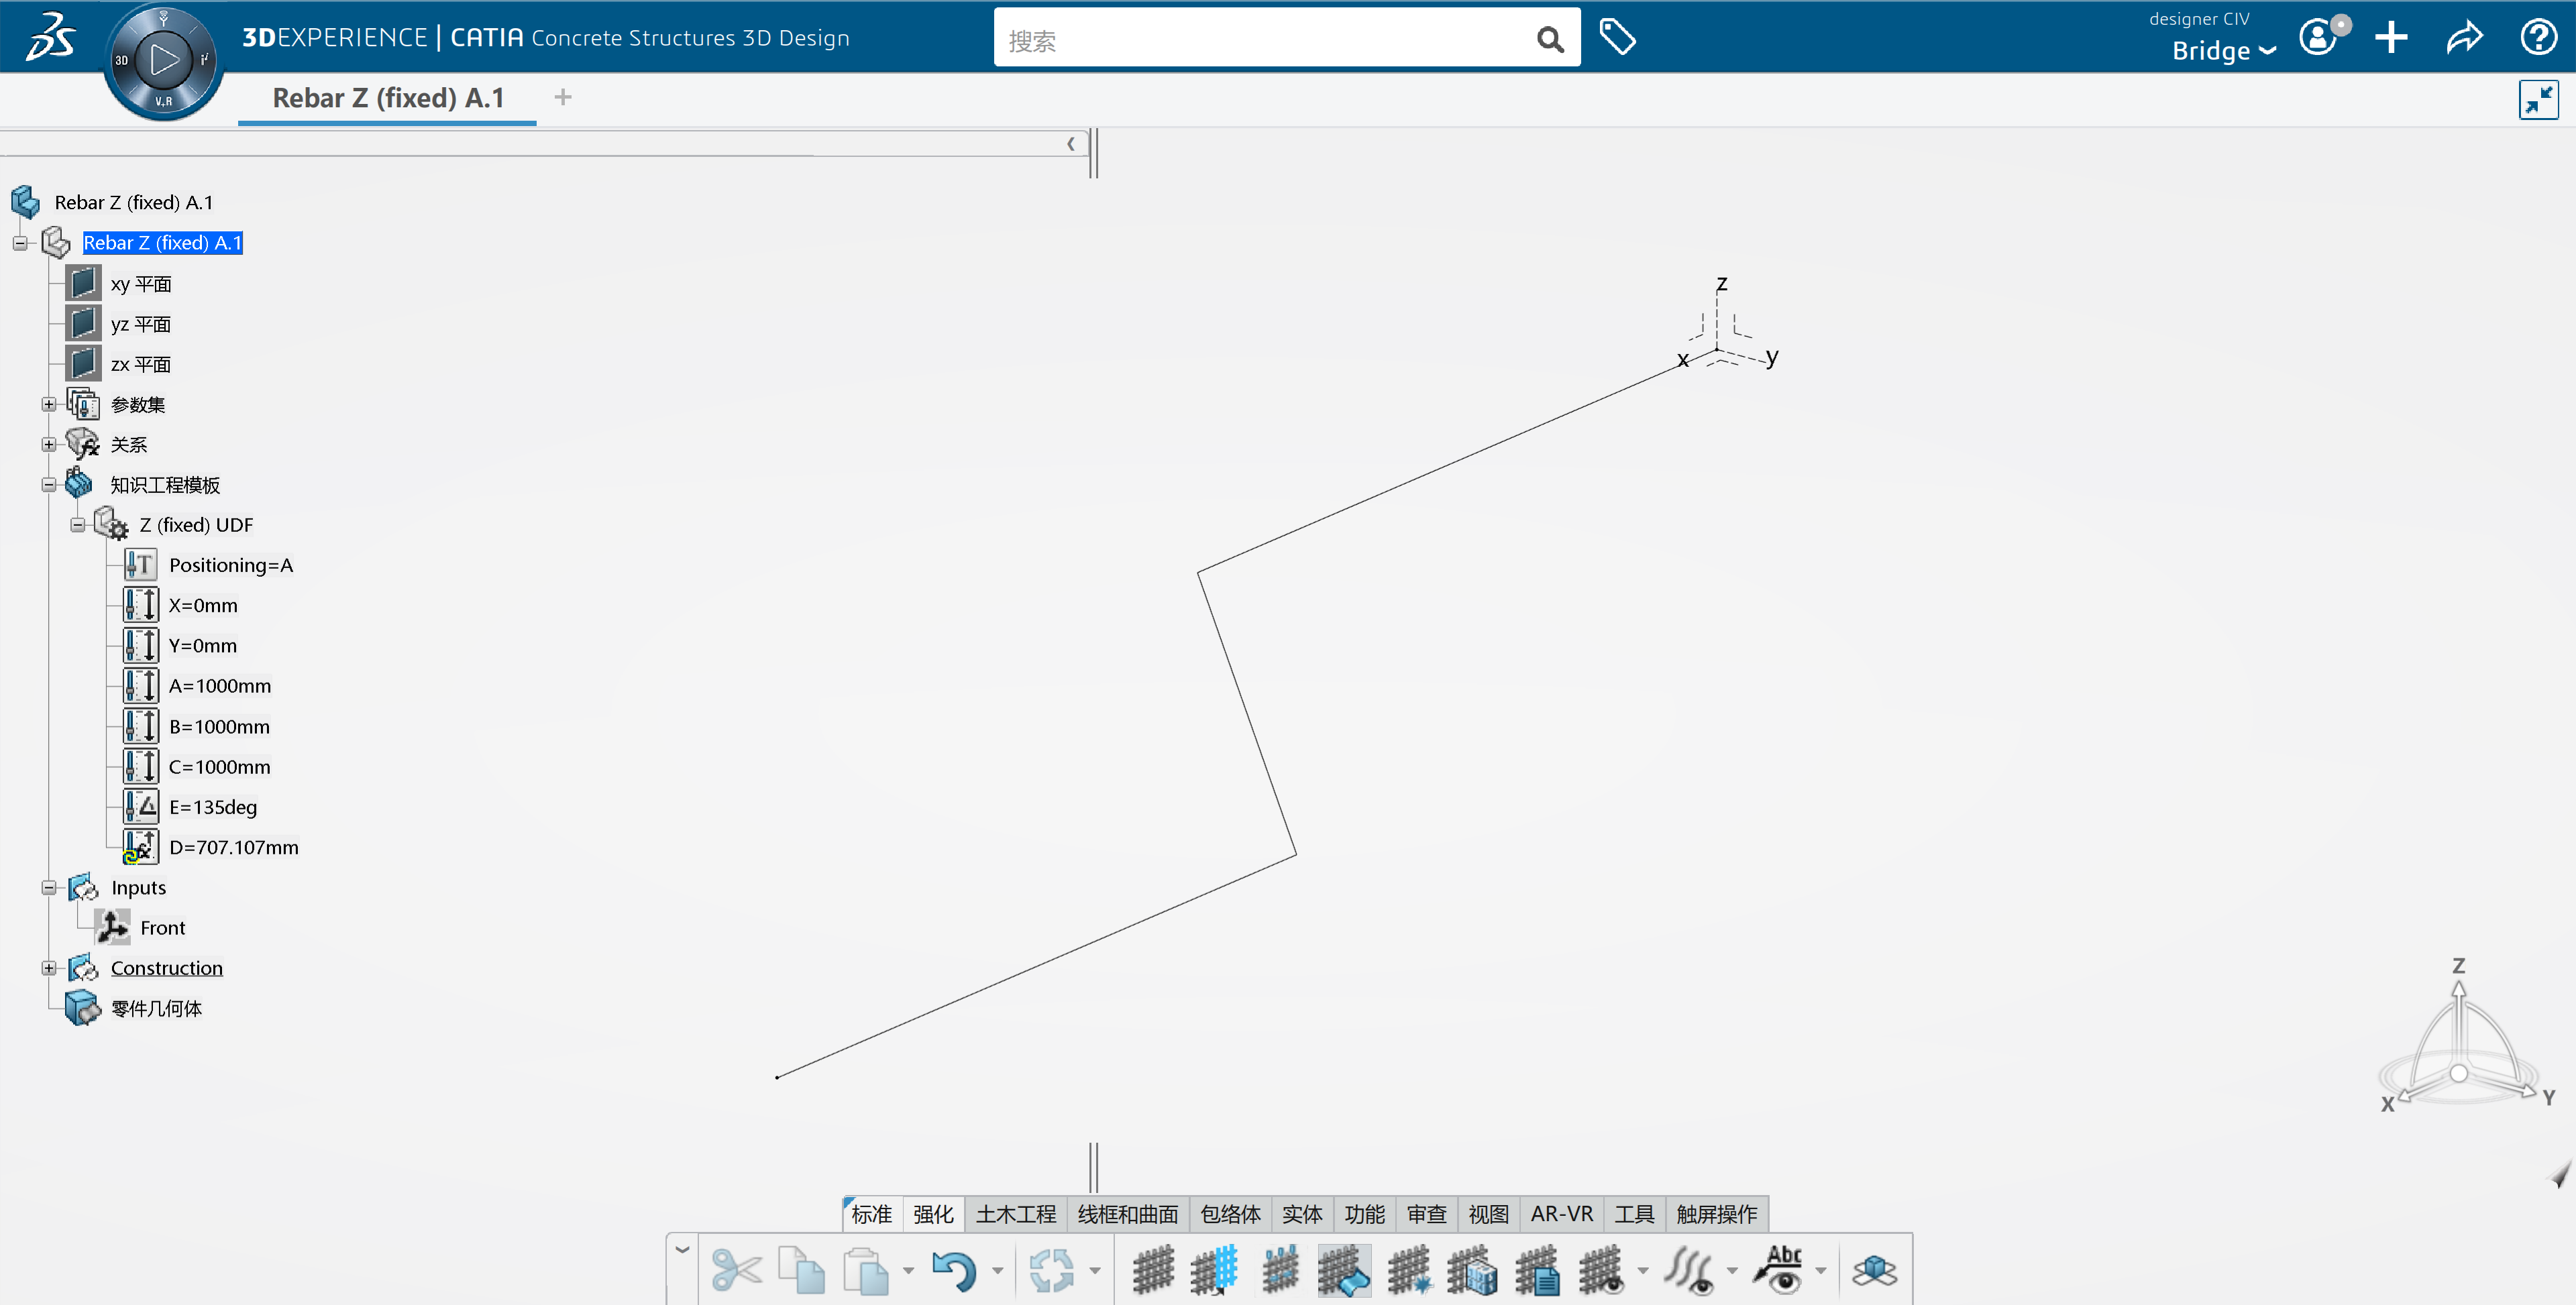 3DEXPERIENCE | CATIA Concrete Structures 3D Design
搜索
designer CIV
Bridge
3D
V,R
Rebar Z (fixed) A.1
Rebar Z (fixed) A.1
Rebar Z (fixed) A.1
xy 平面
yz 平面
zx 平面
参数集
关系
知识工程模板
Z (fixed) UDF
Positioning=A
X=0mm
Y=0mm
A=1000mm
B=1000mm
C=1000mm
E=135deg
D=707.107mm
Inputs
Front
Construction
零件几何体
z
x
y
Z
X
Y
标准 强化 土木工程 线框和曲面 包络体 实体 功能 审查 视图 AR-VR 工具 触屏操作
Abc